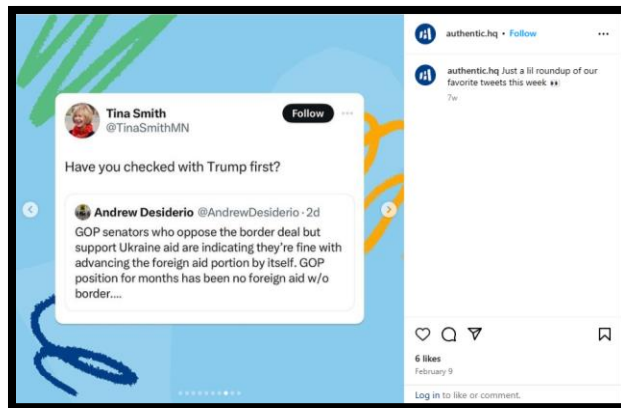 Tina Smith
@TinaSmithMN
Follow
Have you checked with Trump first?
Andrew Desiderio @AndrewDesiderio · 2d
GOP senators who oppose the border deal but
support Ukraine aid are indicating they're fine with
advancing the foreign aid portion by itself. GOP
position for months has been no foreign aid w/o
border....
authentic.hq • Follow
authentic.hq Just a lil roundup of our
favorite tweets this week 👀
7w
6 likes
February 9
Log in to like or comment.